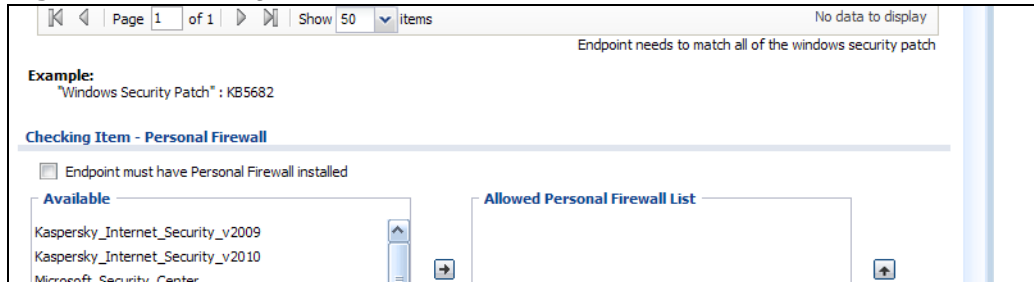 Page 1 of 1 Show 50 items No data to display
Endpoint needs to match all of the windows security patch
Example:
"Windows Security Patch" : KB5682
Checking Item - Personal Firewall
Endpoint must have Personal Firewall installed
Available Allowed Personal Firewall List
Kaspersky_Internet_Security_v2009
Kaspersky_Internet_Security_v2010
Microsoft_Security_Center